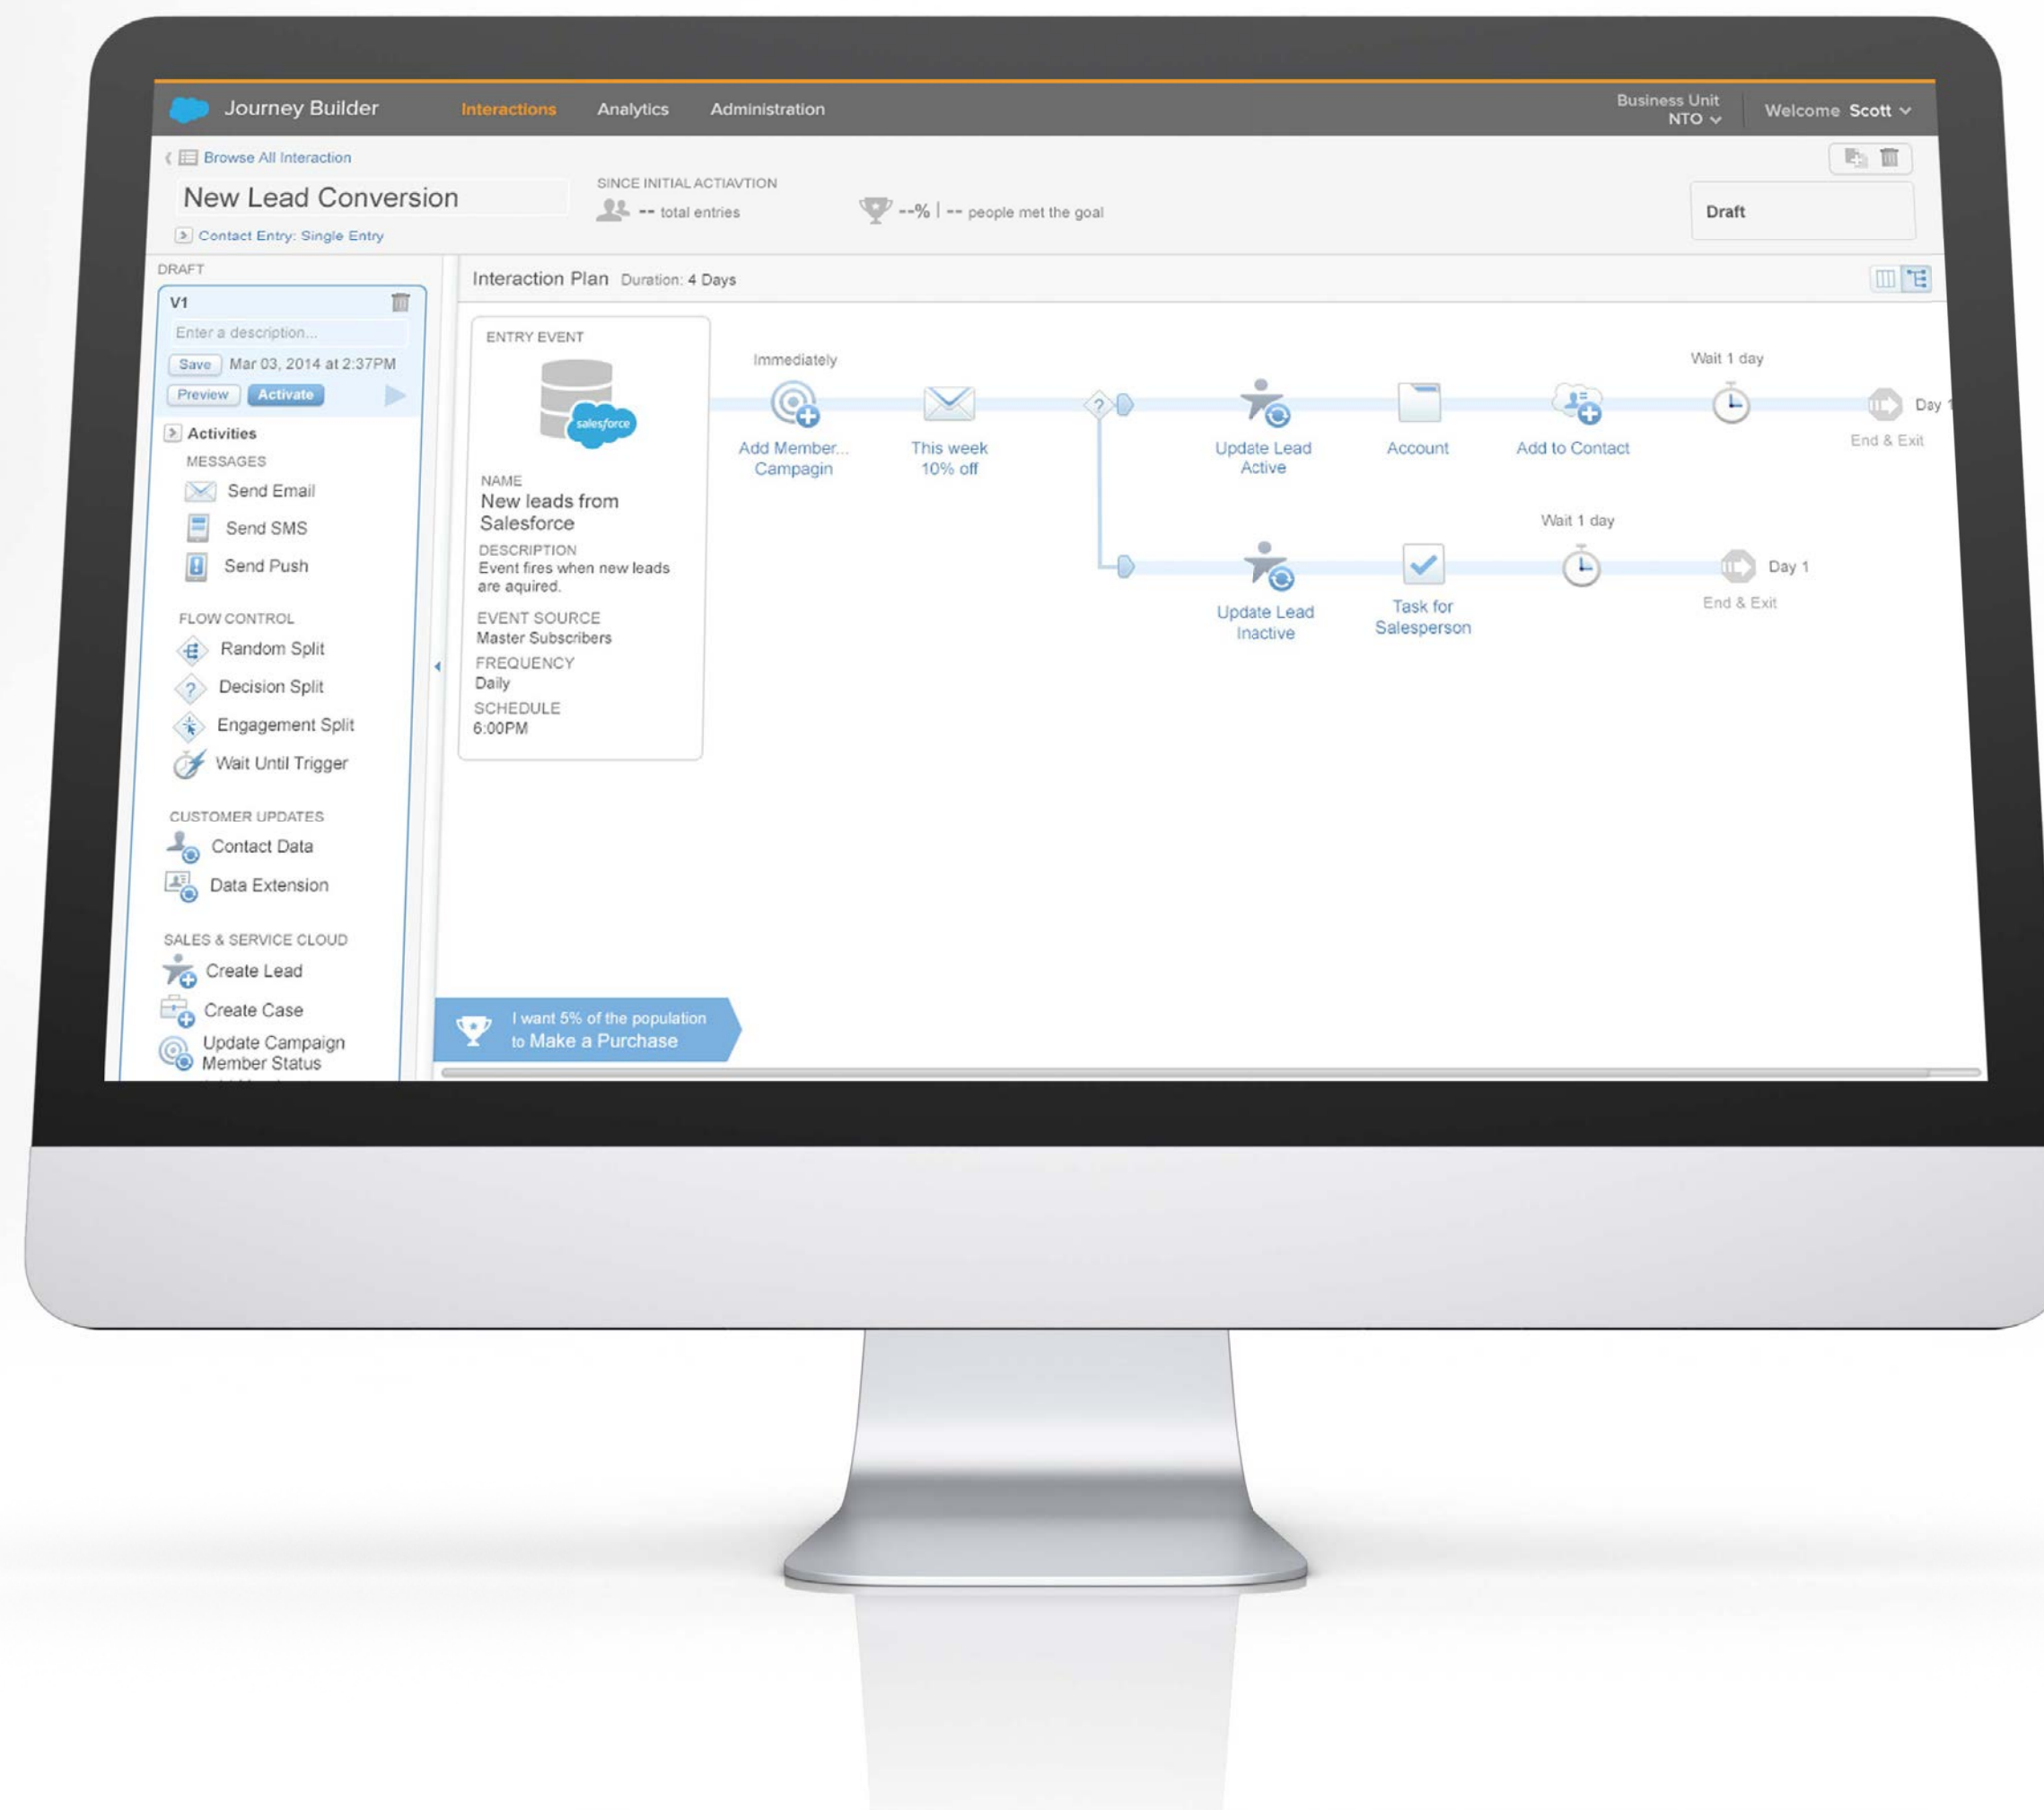 Journey Builder
Interactions
Analytics
Administration
Business Unit
NTO
Welcome Scott
Browse All Interaction
New Lead Conversion
Contact Entry: Single Entry
SINCE INITIAL ACTIAVTION
-- total entries
--% | -- people met the goal
Draft
DRAFT
V1
Enter a description...
Save Mar 03, 2014 at 2:37PM
Preview Activate
Activities
MESSAGES
Send Email
Send SMS
Send Push
FLOW CONTROL
Random Split
Decision Split
Engagement Split
Wait Until Trigger
CUSTOMER UPDATES
Contact Data
Data Extension
SALES & SERVICE CLOUD
Create Lead
Create Case
Update Campaign
Member Status
Interaction Plan Duration: 4 Days
ENTRY EVENT
salesforce
NAME
New leads from
Salesforce
DESCRIPTION
Event fires when new leads
are aquired.
EVENT SOURCE
Master Subscribers
FREQUENCY
Daily
SCHEDULE
6:00PM
Immediately
Add Member...
Campagin
This week
10% off
?
Update Lead
Active
Account
Add to Contact
Wait 1 day
Day 1
End & Exit
Update Lead
Inactive
Task for
Salesperson
Wait 1 day
Day 1
End & Exit
I want 5% of the population
to Make a Purchase